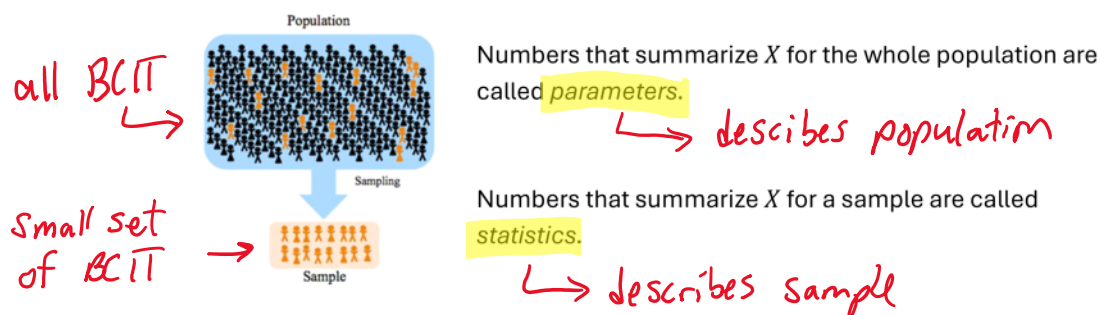 Population
all BCIT
Numbers that summarize X for the whole population are
called parameters.
descibes population
Sampling
Numbers that summarize X for a sample are called
statistics.
small set
of BCIT
Sample
describes sample